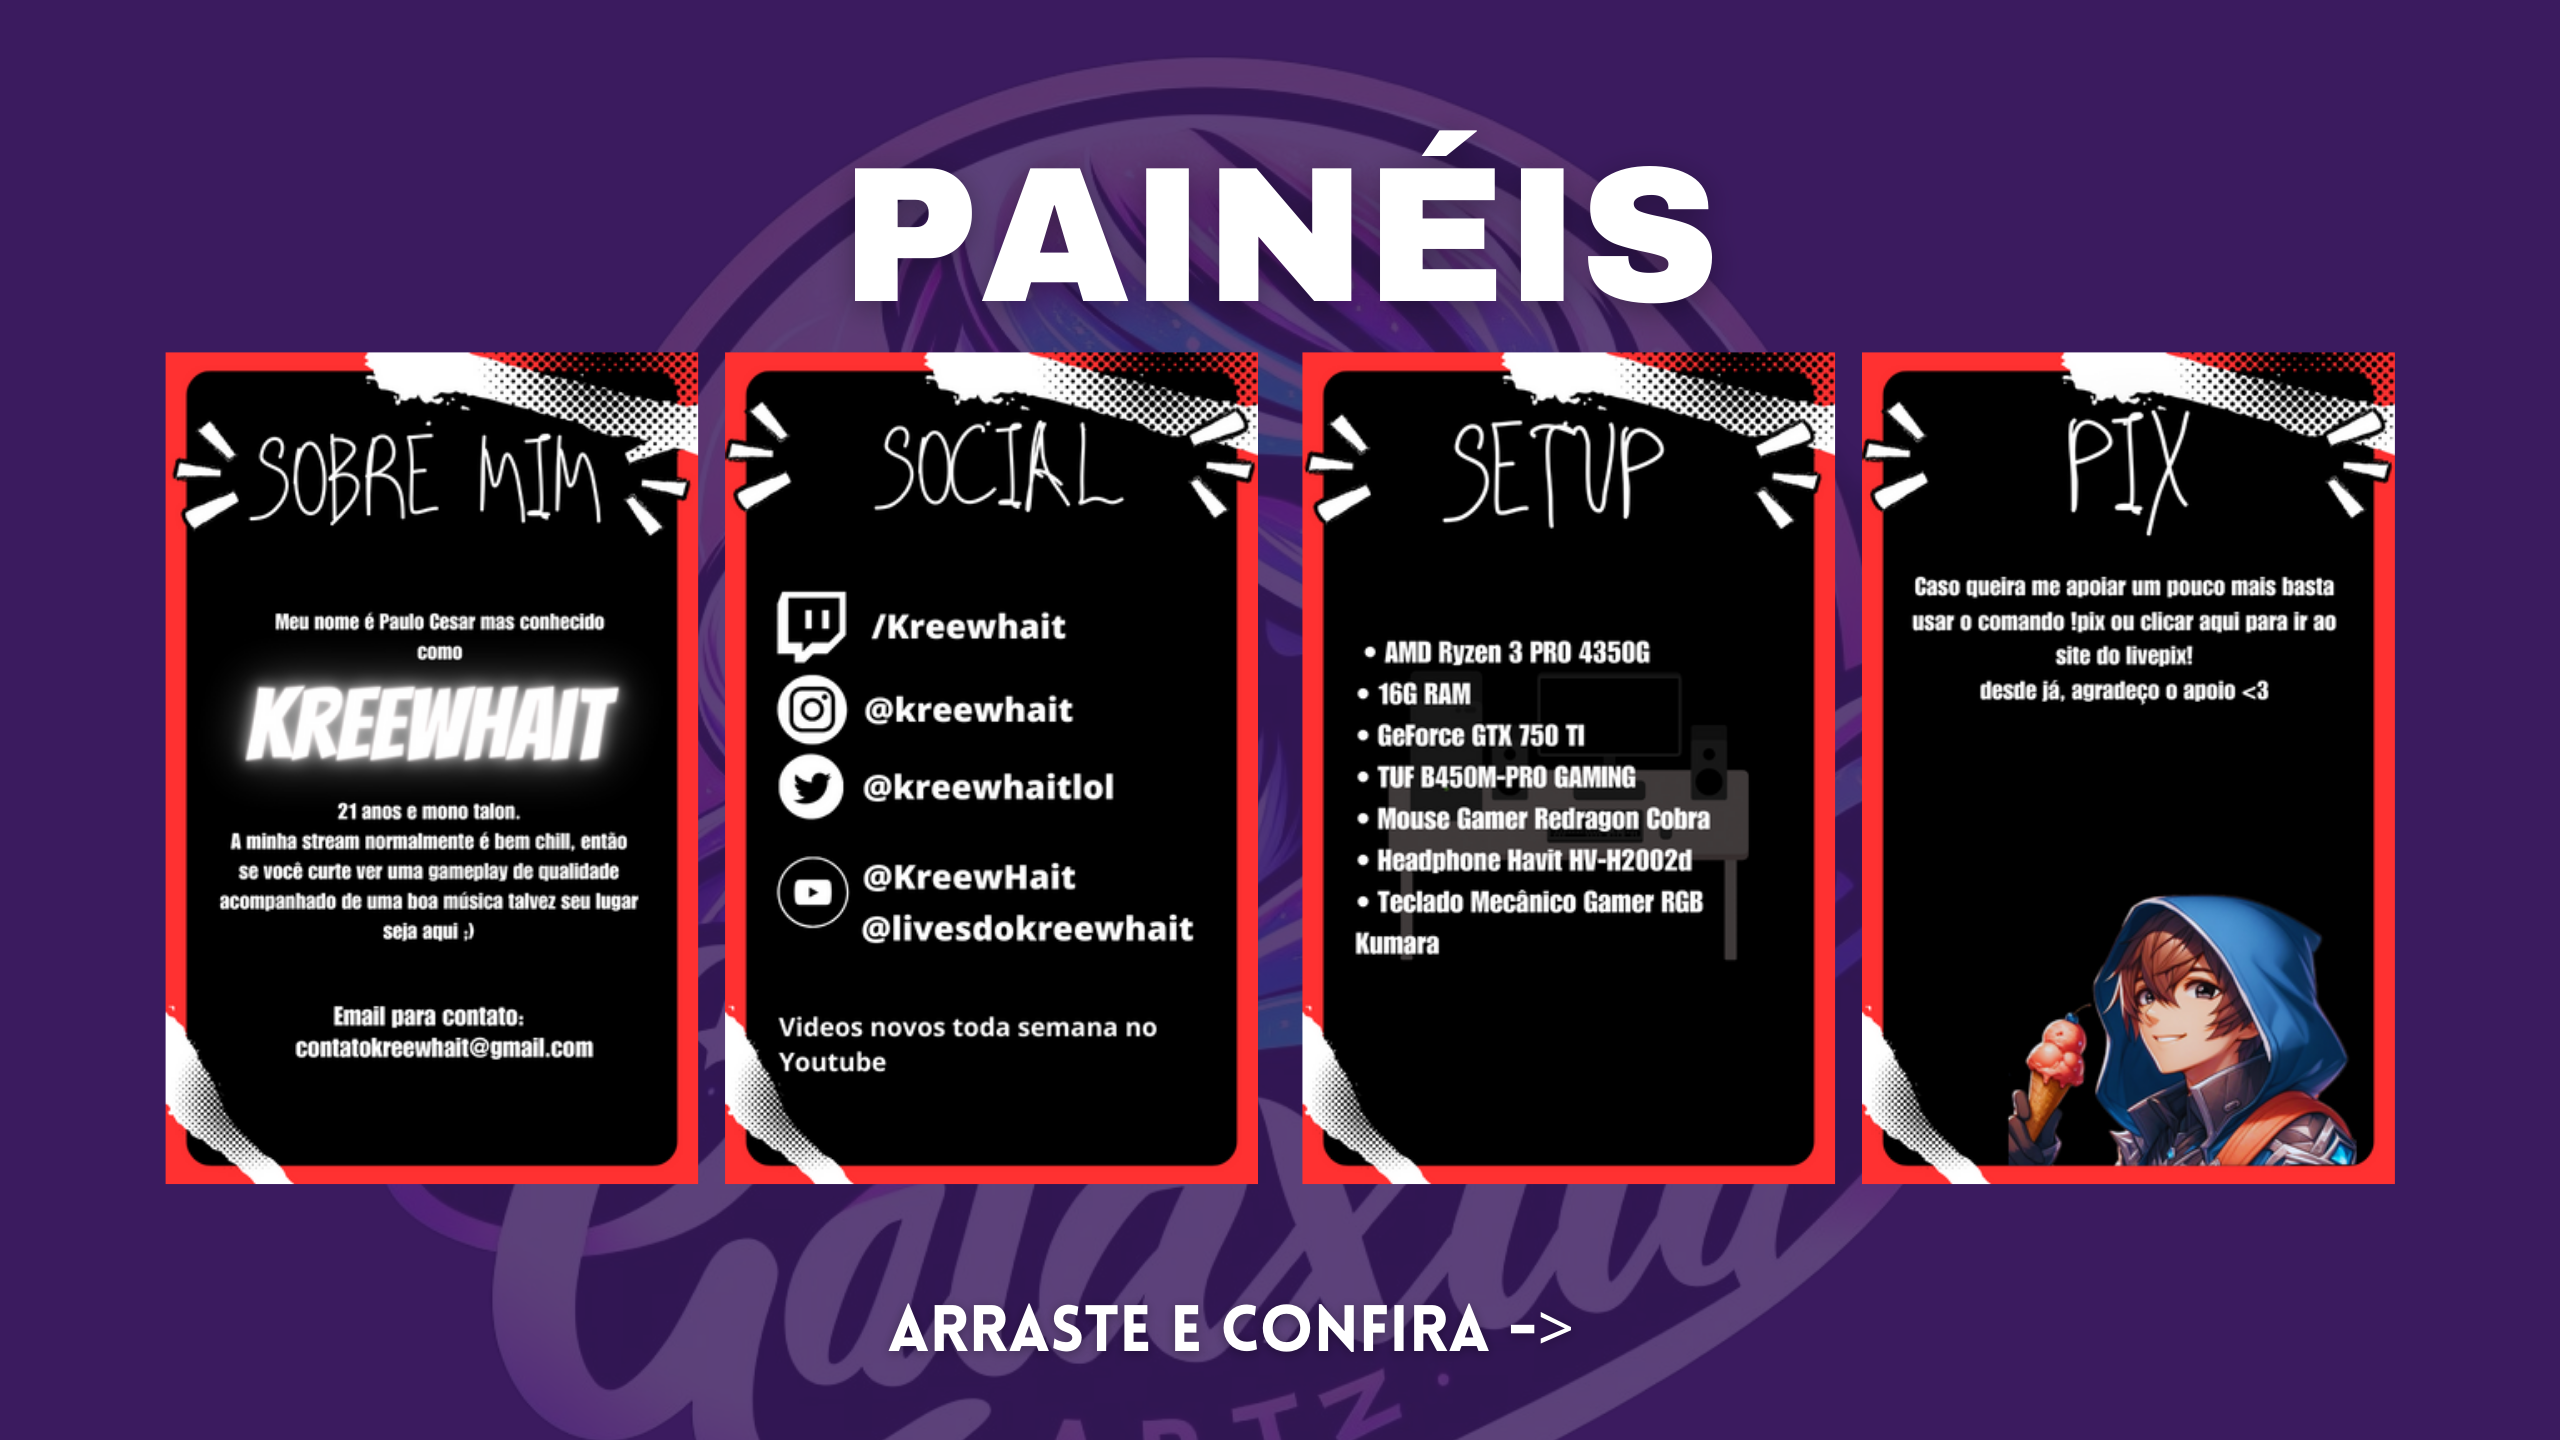 PAINÉIS
SOBRE MIM
Meu nome é Paulo Cesar mas conhecido
como
KREEWHAIT
21 anos e mono talon.
A minha stream normalmente é bem chill, então
se você curte ver uma gameplay de qualidade
acompanhado de uma boa música talvez seu lugar
seja aqui ;)
Email para contato:
contatokreewhait@gmail.com
SOCIAL
/Kreewhait
@kreewhait
@kreewhaitlol
@KreewHait
@livesdokreewhait
Videos novos toda semana no
Youtube
SETUP
• AMD Ryzen 3 PRO 4350G
• 16G RAM
• GeForce GTX 750 TI
• TUF B450M-PRO GAMING
• Mouse Gamer Redragon Cobra
• Headphone Havit HV-H2002d
• Teclado Mecânico Gamer RGB
Kumara
PIX
Caso queira me apoiar um pouco mais basta
usar o comando !pix ou clicar aqui para ir ao
site do livepix!
desde já, agradeço o apoio <3
ARRASTE E CONFIRA ->